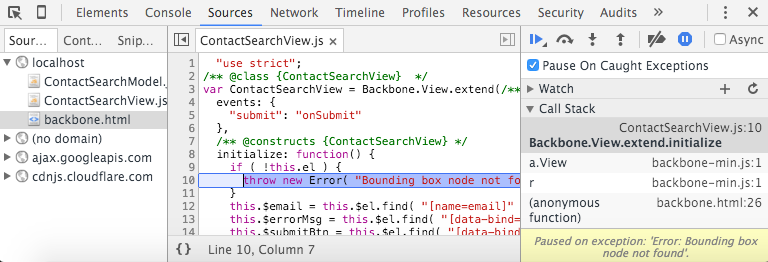 Elements Console Sources Network Timeline Profiles Resources Security Audits
Sour… Cont… Snip…
localhost
ContactSearchModel.
ContactSearchView.js
backbone.html
(no domain)
ajax.googleapis.com
cdnjs.cloudflare.com
ContactSearchView.js ×
1 "use strict";
2 /** @class {ContactSearchView} */
3 var ContactSearchView = Backbone.View.extend(/**
4 events: {
5 "submit": "onSubmit"
6 },
7 /** @constructs {ContactSearchView} */
8 initialize: function() {
9 if ( !this.el ) {
10 throw new Error( "Bounding box node not fo
11 }
12 this.$email = this.$el.find( "[name=email]"
13 this.$errorMsg = this.$el.find( "[data-bind=
14 this.$submitBtn = this.$el.find( "[data-bind
{} Line 10, Column 7
Async
Pause On Caught Exceptions
Watch
Call Stack
ContactSearchView.js:10
Backbone.View.extend.initialize
a.View backbone-min.js:1
r backbone-min.js:1
(anonymous function) backbone.html:26
Paused on exception: 'Error: Bounding box
node not found'.